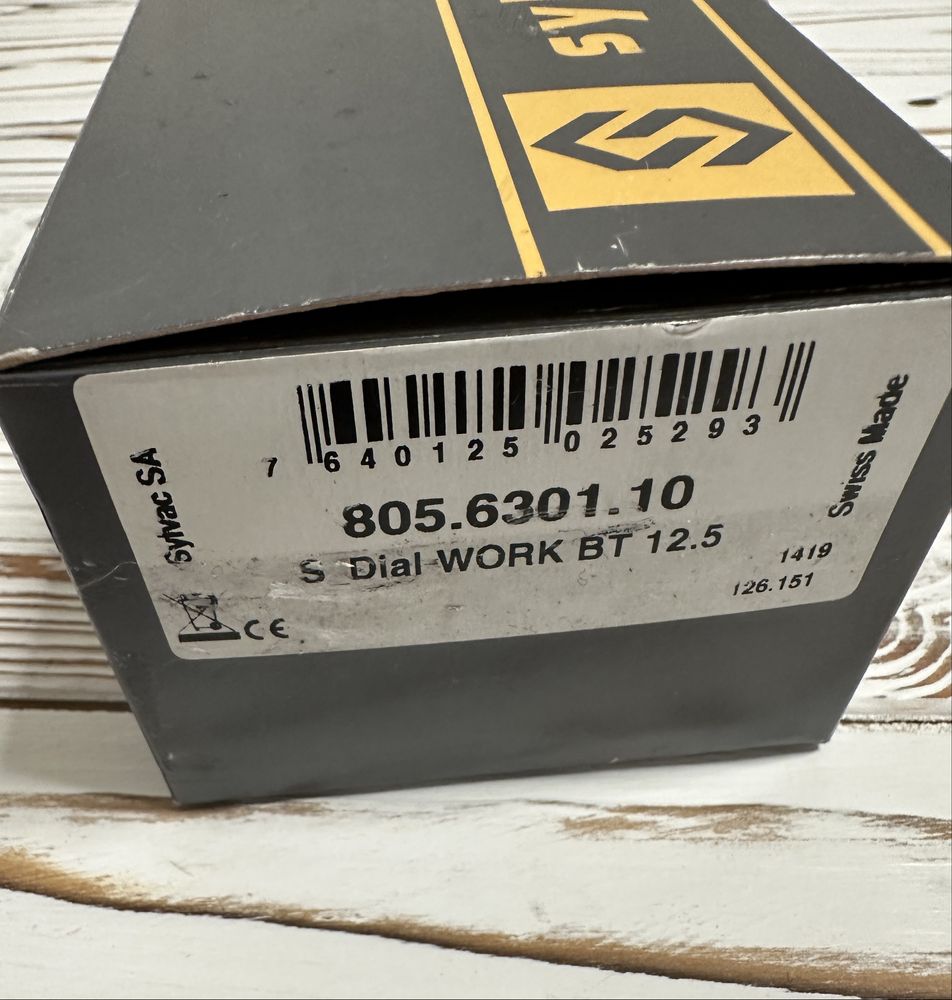 SY
7 640125 025293
805.6301.10
S Dial WORK BT 12.5
1419
126.151
Sylvac SA
Swiss Made
CE